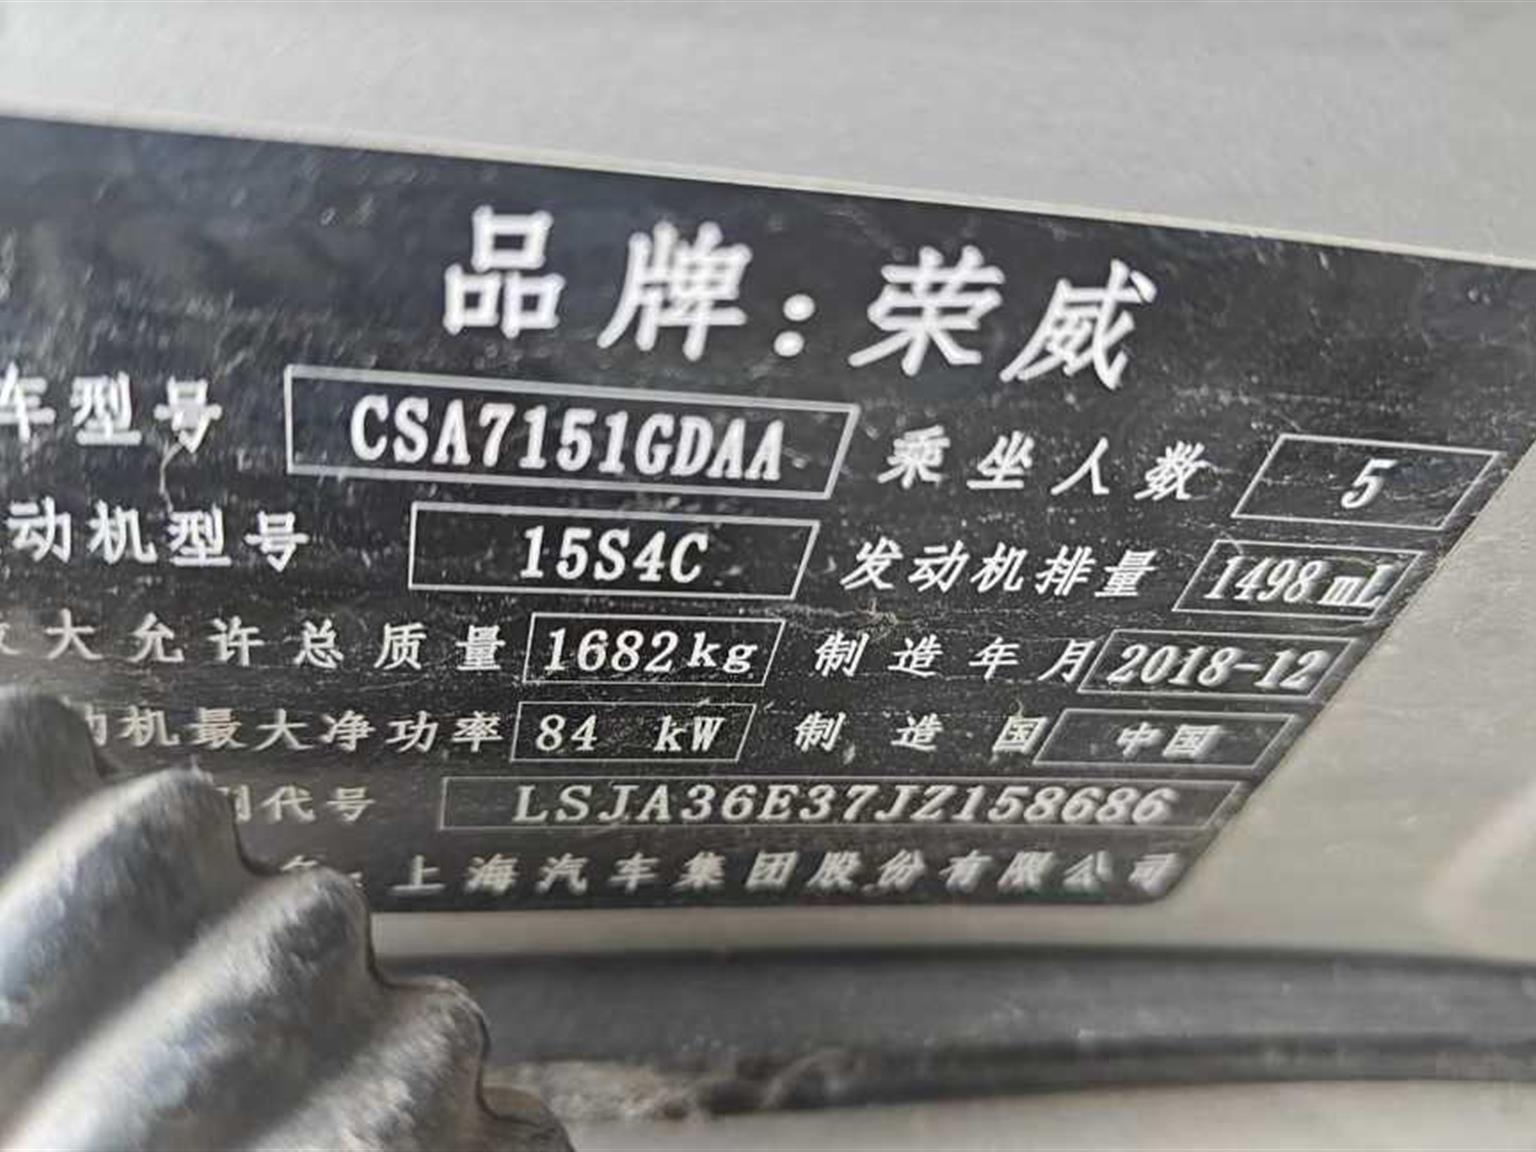 品牌:荣威
车型号 CSA7151GDAA 乘坐人数 5
动机型号 15S4C 发动机排量 1498mL
大允许总质量 1682kg 制造年月 2018-12
动机最大净功率 84 kW 制造国 中国
代号 LSJA36E37JZ158686
上海汽车集团股份有限公司